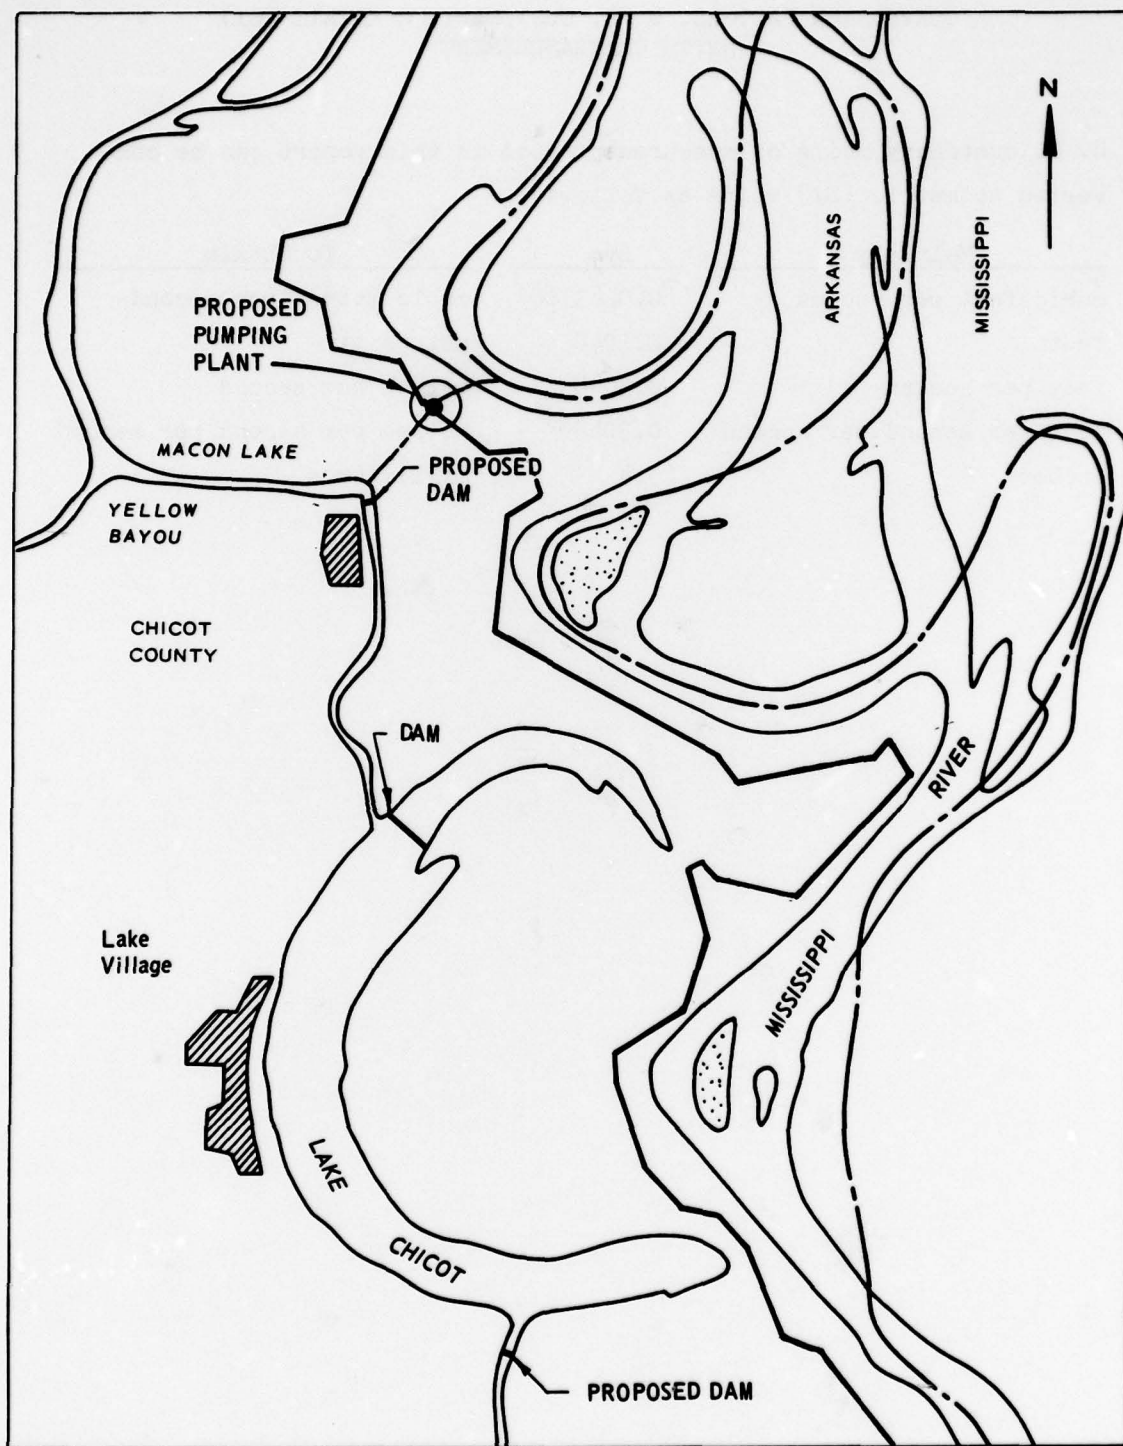 N
ARKANSAS
MISSISSIPPI
PROPOSED
PUMPING
PLANT
MACON LAKE
PROPOSED
DAM
YELLOW
BAYOU
CHICOT
COUNTY
DAM
RIVER
MISSISSIPPI
Lake
Village
LAKE
CHICOT
PROPOSED DAM